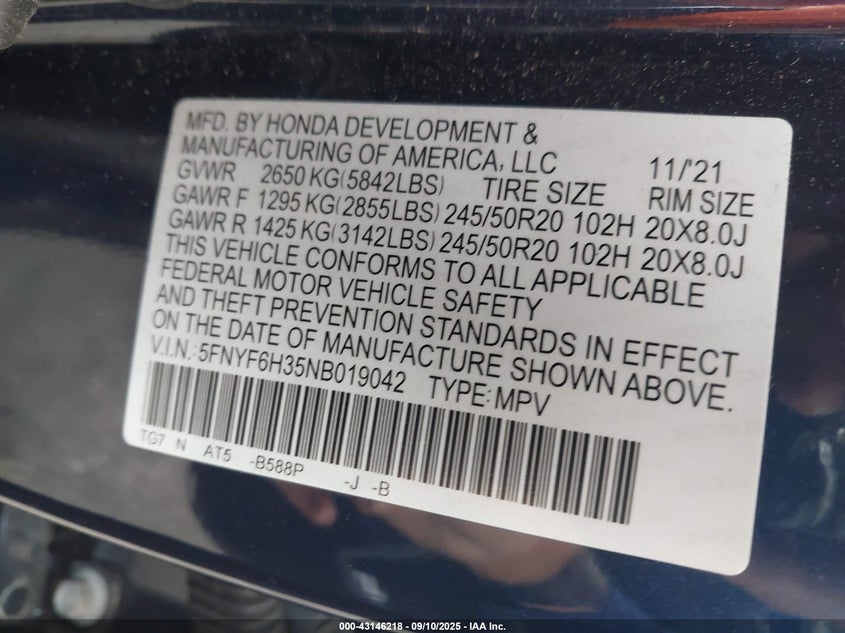 MFD. BY HONDA DEVELOPMENT &
MANUFACTURING OF AMERICA, LLC 11/'21
GVWR 2650 KG(5842LBS) TIRE SIZE RIM SIZE
GAWR F 1295 KG(2855LBS) 245/50R20 102H 20X8.0J
GAWR R 1425 KG(3142LBS) 245/50R20 102H 20X8.0J
THIS VEHICLE CONFORMS TO ALL APPLICABLE
FEDERAL MOTOR VEHICLE SAFETY
AND THEFT PREVENTION STANDARDS IN EFFECT
ON THE DATE OF MANUFACTURE SHOWN ABOVE.
V.I.N.:5FNYF6H35NB019042 TYPE:MPV
TG7 N AT5 -B588P -J -B
000-43146218 - 09/10/2025 - IAA Inc.